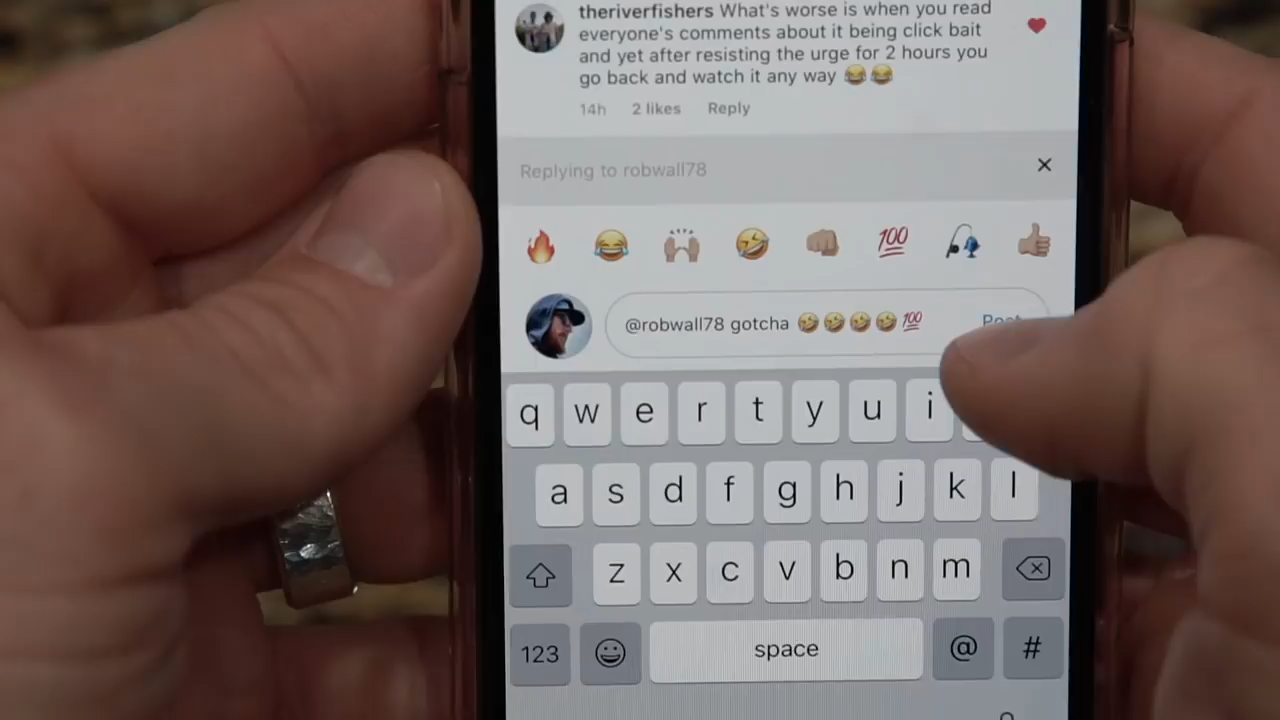 theriverfishers What's worse is when you read
everyone's comments about it being click bait
and yet after resisting the urge for 2 hours you
go back and watch it any way 😂😂
14h 2 likes Reply
Replying to robwall78
@robwall78 gotcha 🤣🤣🤣🤣💯 Post
q w e r t y u i
a s d f g h j k l
z x c v b n m
123 space @ #